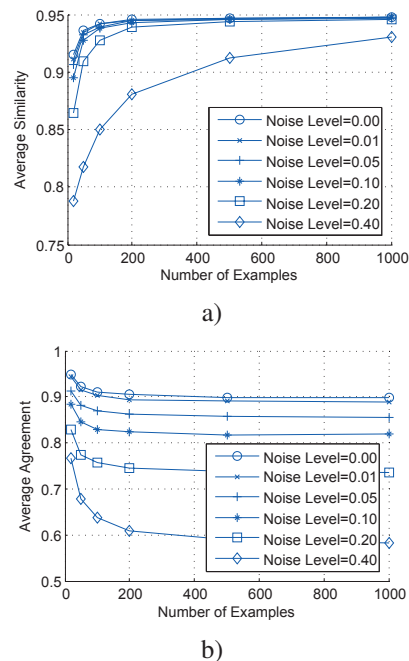 0.95
0.9
0.85
0.8
0.75
Average Similarity
Noise Level=0.00
Noise Level=0.01
Noise Level=0.05
Noise Level=0.10
Noise Level=0.20
Noise Level=0.40
0 200 400 600 800 1000
Number of Examples
a)
1
0.9
0.8
0.7
0.6
0.5
Average Agreement
Noise Level=0.00
Noise Level=0.01
Noise Level=0.05
Noise Level=0.10
Noise Level=0.20
Noise Level=0.40
0 200 400 600 800 1000
Number of Examples
b)